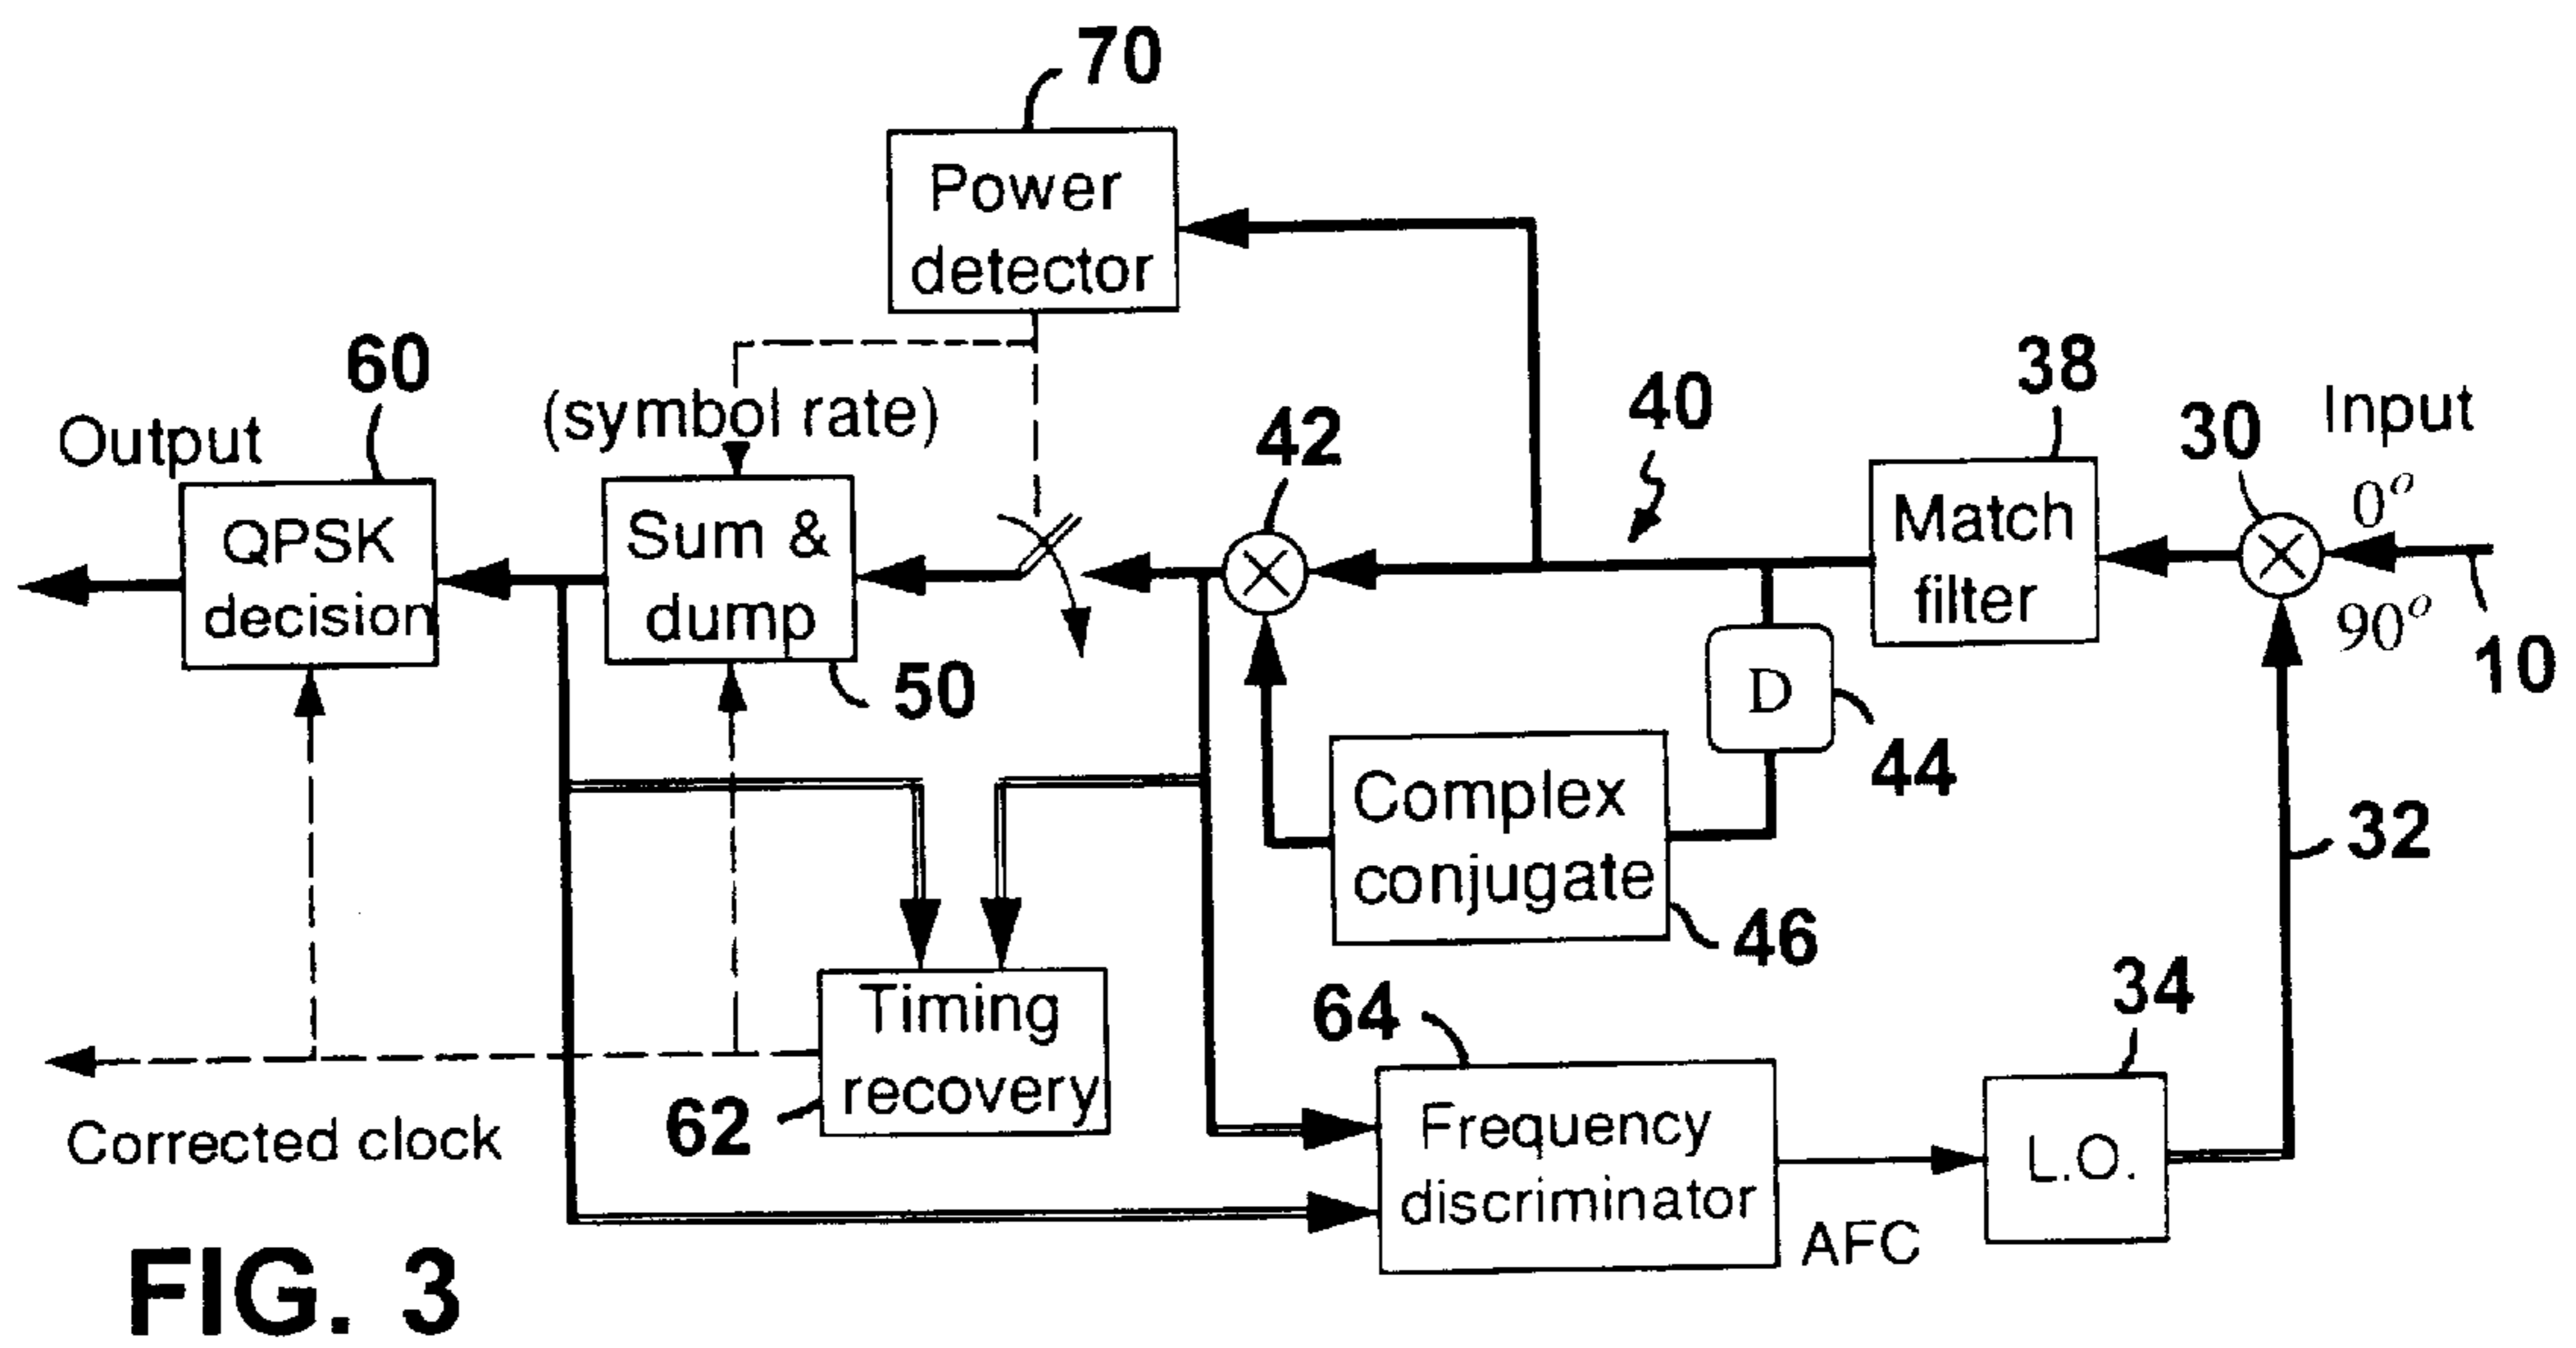 70
Power
detector
60
(symbol rate)
42
40
38
30
Input
Output
0°
QPSK
decision
Sum &
dump
Match
filter
90°
10
50
D
44
Complex
conjugate
46
32
Timing
recovery
62
64
34
Corrected clock
Frequency
discriminator
L.O.
AFC
FIG. 3